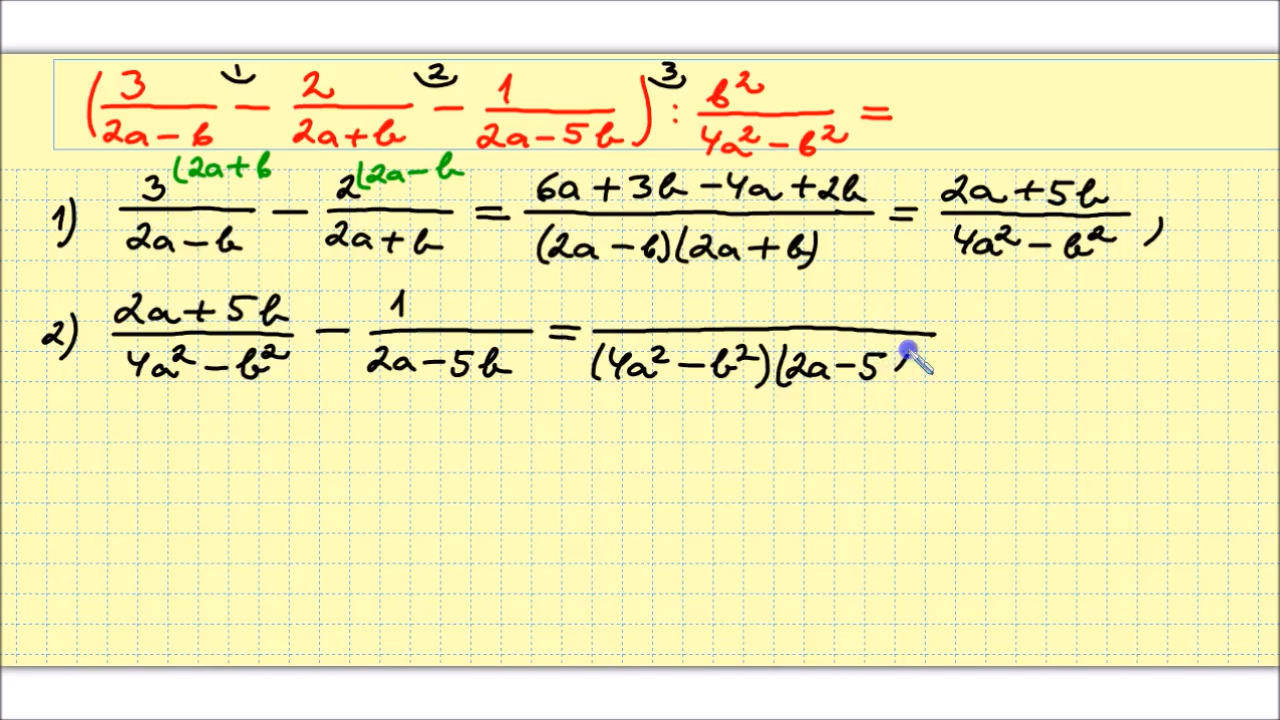 (3/(2a-b) - 2/(2a+b) - 1/(2a-5b)) : b²/(4a²-b²) =
1 2 3
1) 3(2a+b/(2a-b) - 2(2a-b/(2a+b) = (6a+3b-4a+2b)/((2a-b)(2a+b)) = (2a+5b)/(4a²-b²),
2) (2a+5b)/(4a²-b²) - 1/(2a-5b) = /(4a²-b²)(2a-5